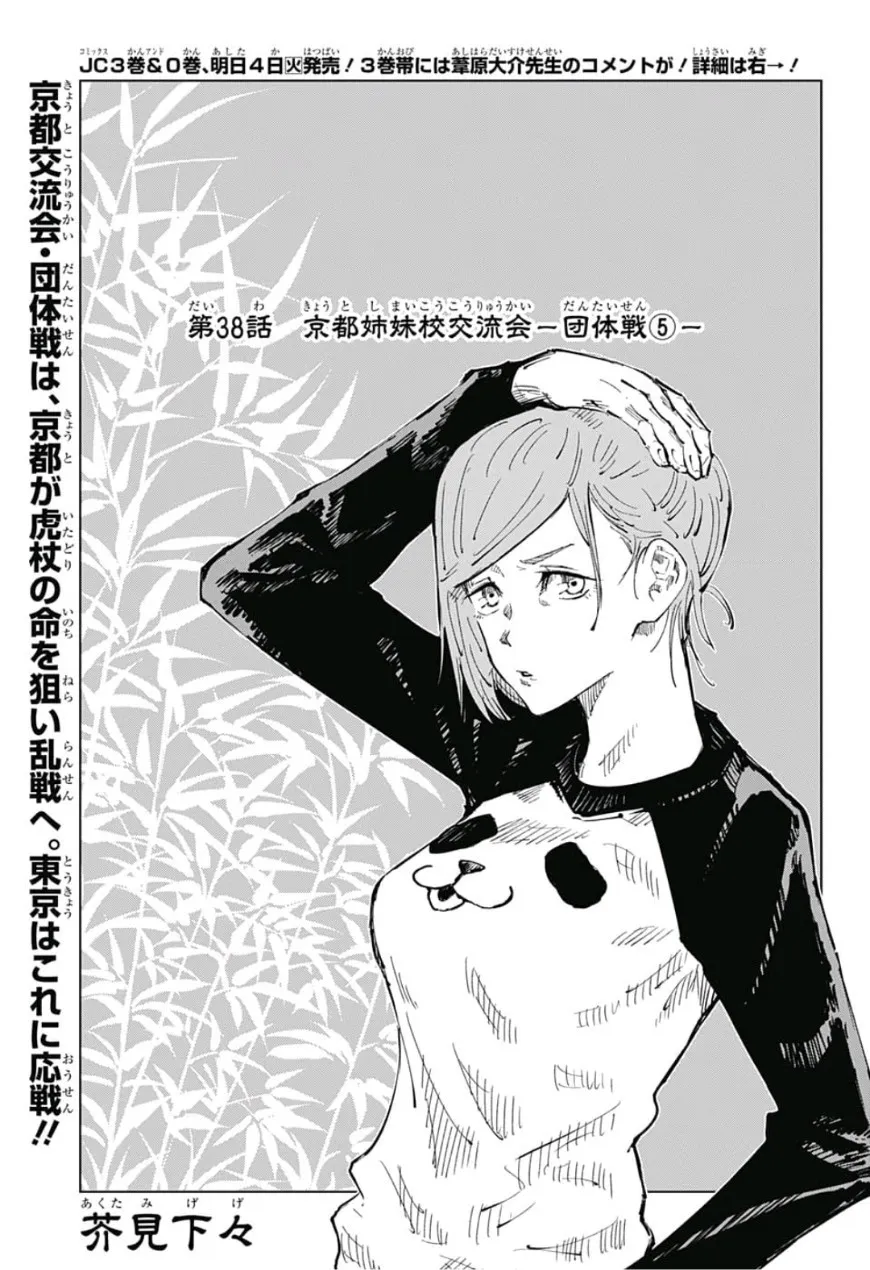 JC3巻&0巻、明日4日㊋発売!3巻帯には葦原大介先生のコメントが!詳細は右→!
京都交流会・団体戦は、京都が虎杖の命を狙い乱戦へ。東京はこれに応戦!!
第38話 京都姉妹校交流会−団体戦⑤−
芥見下々